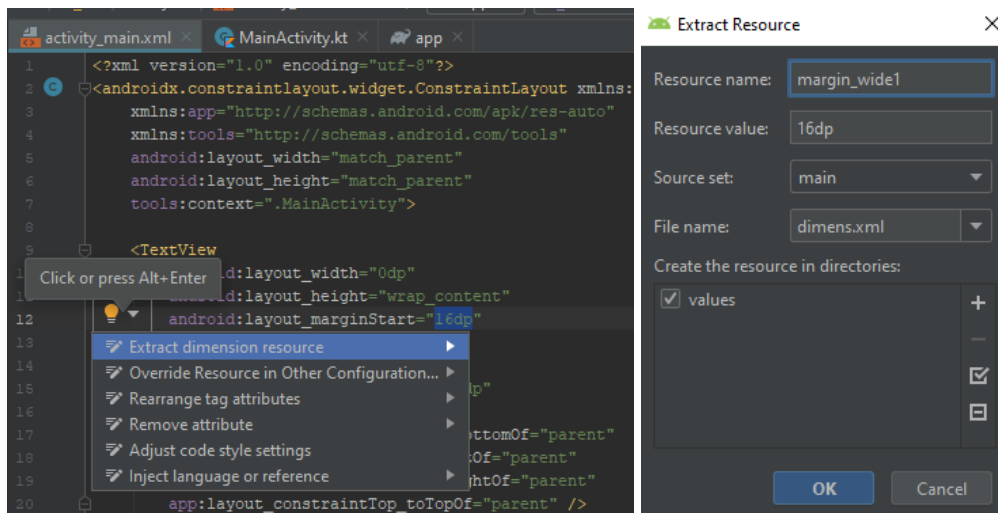 activity_main.xml
MainActivity.kt
app
1 <?xml version="1.0" encoding="utf-8"?>
2 <androidx.constraintlayout.widget.ConstraintLayout xmlns:
3 xmlns:app="http://schemas.android.com/apk/res-auto"
4 xmlns:tools="http://schemas.android.com/tools"
5 android:layout_width="match_parent"
6 android:layout_height="match_parent"
7 tools:context=".MainActivity">
8
9 <TextView
Click or press Alt+Enter
:layout_width="0dp"
:layout_height="wrap_content"
12 android:layout_marginStart="16dp"
13 Extract dimension resource
14 Override Resource in Other Configuration...
15 Rearrange tag attributes
16 Remove attribute
17 Adjust code style settings
="parent"
18 ="parent"
19 Inject language or reference
="parent"
20 app:layout_constraintTop_toTopOf="parent" />
Extract Resource
Resource name: margin_wide1
Resource value: 16dp
Source set: main
File name: dimens.xml
Create the resource in directories:
values
OK
Cancel